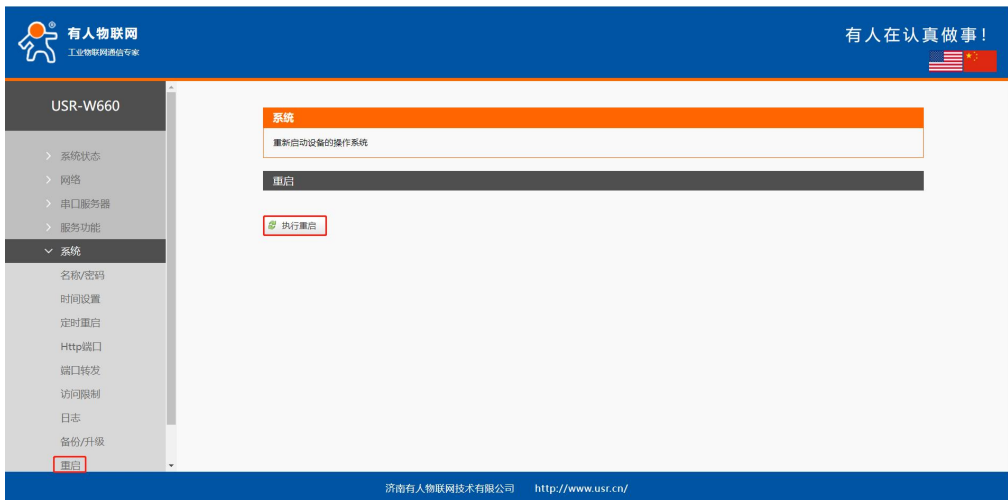 有人物联网
工业物联网通信专家
有人在认真做事！
USR-W660
系统状态
网络
串口服务器
服务功能
系统
名称/密码
时间设置
定时重启
Http端口
端口转发
访问限制
日志
备份/升级
重启
系统
重新启动设备的操作系统
重启
执行重启
济南有人物联网技术有限公司 http://www.usr.cn/